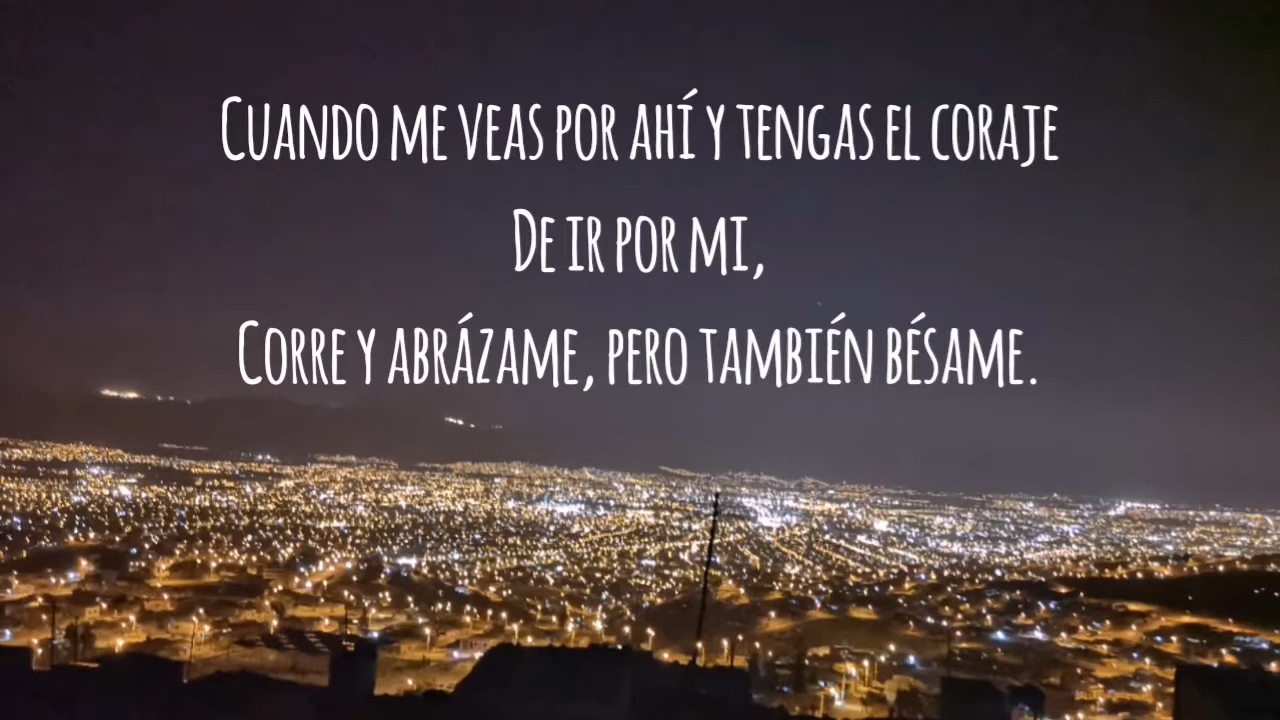 Cuando me veas por ahí y tengas el coraje
De ir por mi,
Corre y abrázame, pero también bésame.